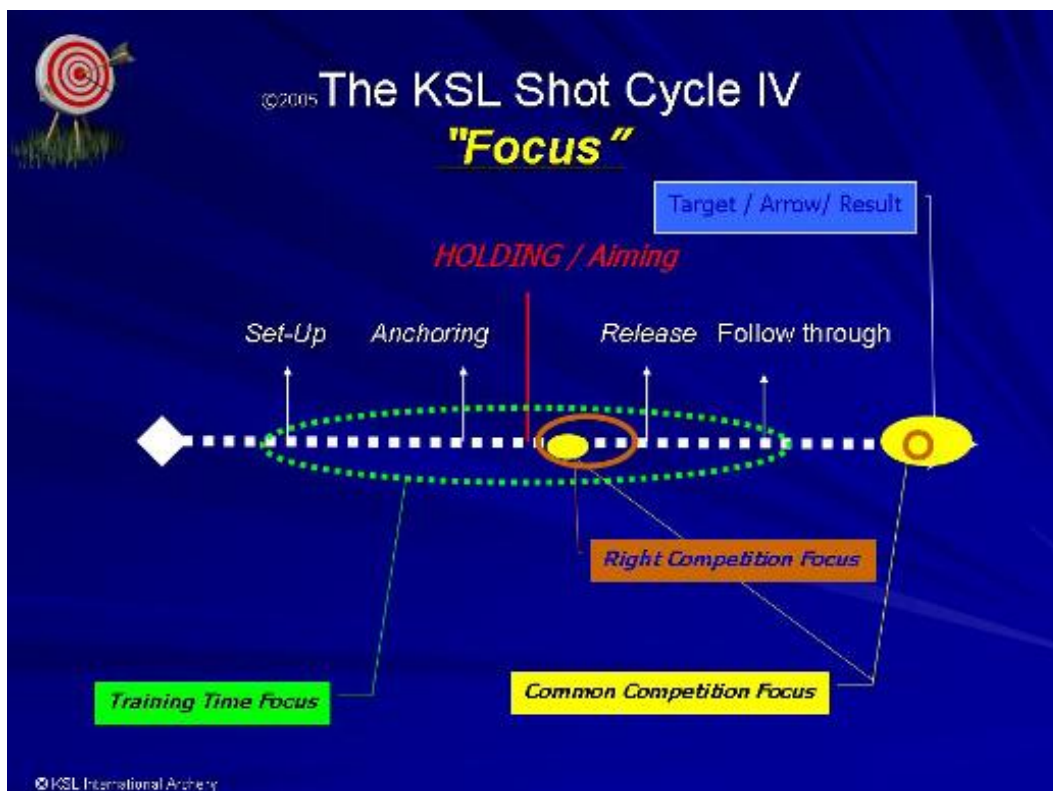 ©2005 The KSL Shot Cycle IV
"Focus"
Target / Arrow/ Result
HOLDING / Aiming
Set-Up Anchoring Release Follow through
Right Competition Focus
Training Time Focus
Common Competition Focus
© KSL International Archery